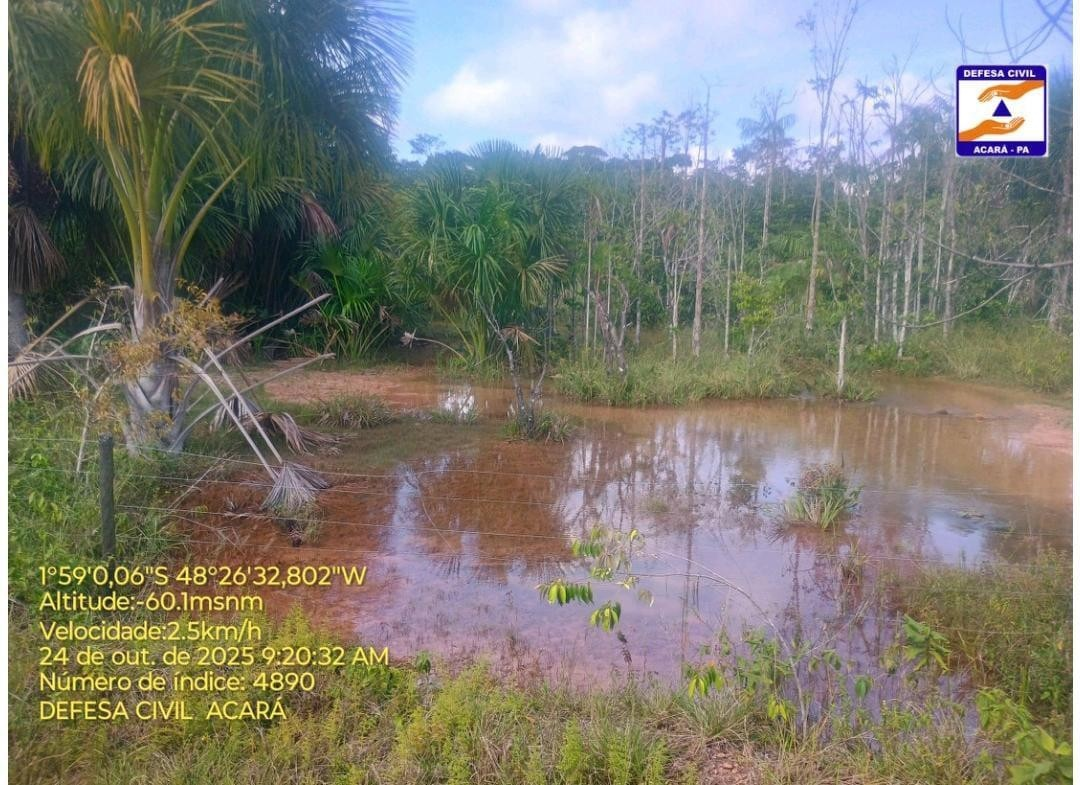 DEFESA CIVIL
ACARÁ - PA
1°59'0,06"S 48°26'32,802"W
Altitude:-60.1msnm
Velocidade:2.5km/h
24 de out. de 2025 9:20:32 AM
Número de índice: 4890
DEFESA CIVIL ACARÁ